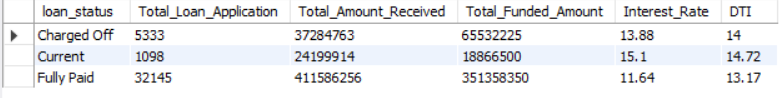 loan_status Total_Loan_Application Total_Amount_Received Total_Funded_Amount Interest_Rate DTI
Charged Off 5333 37284763 65532225 13.88 14
Current 1098 24199914 18866500 15.1 14.72
Fully Paid 32145 411586256 351358350 11.64 13.17